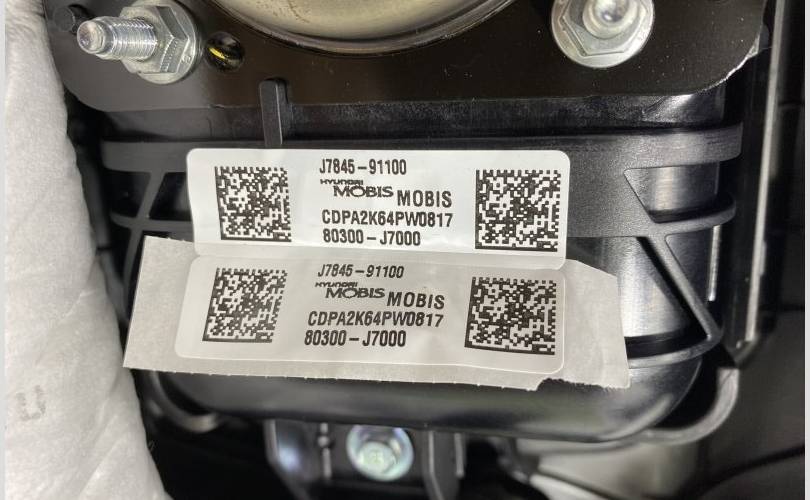 J7845-91100
HYUNDAI
MOBIS MOBIS
CDPA2K64PW0817
80300-J7000
J7845-91100
HYUNDAI
MOBIS MOBIS
CDPA2K64PW0817
80300-J7000